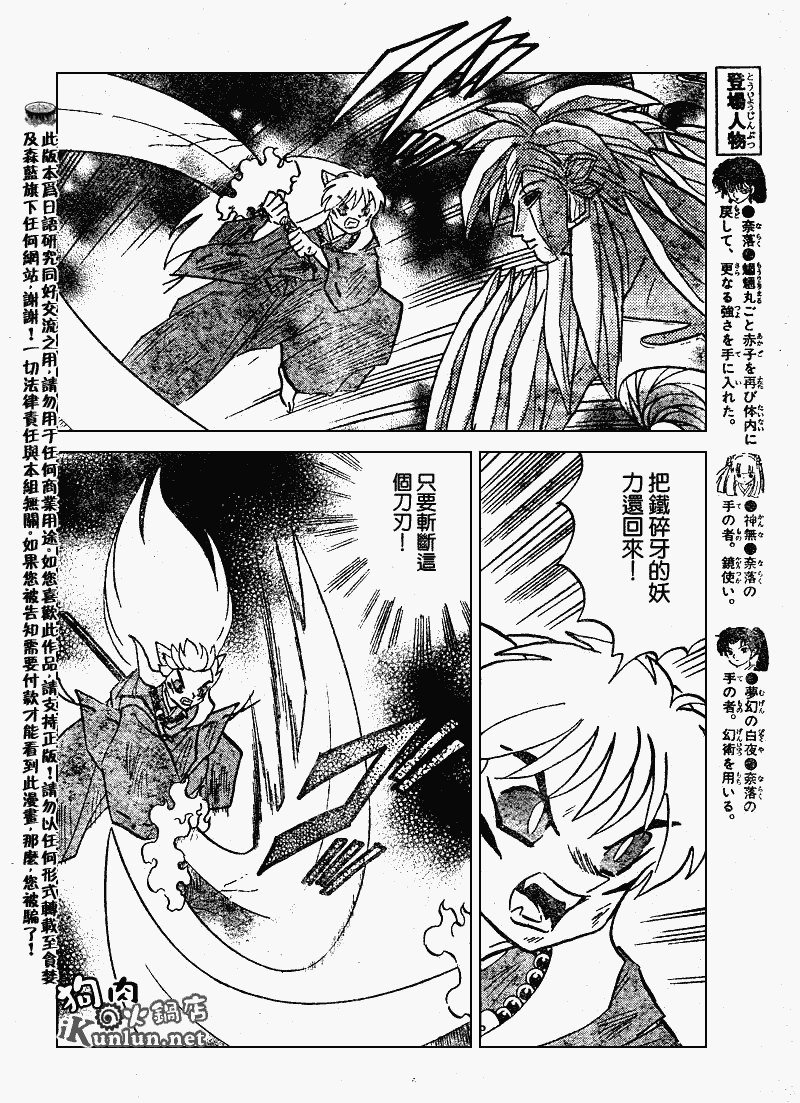 登場人物
とうじょうじんぶつ
●奈落●魍魎丸ごと赤子を再び体内に
戻して、更なる強さを手に入れた。
●神無●奈落の
手の者。鏡使い。
●夢幻の白夜●奈落の
手の者。幻術を用いる。
把鐵碎牙的妖
力還回來！
只要斬斷這
個刀刃！
此版本爲日語研究同好交流之用，請勿用于任何商業用途。如您喜歡此作品，請支持正版！請勿以任何形式轉載至貪婪
及森藍旗下任何網站，謝謝！一切法律責任與本組無關。如果您被告知需要付款才能看到此漫畫，那麼，您被騙了！
狗肉
火鍋店
iKunlun.net